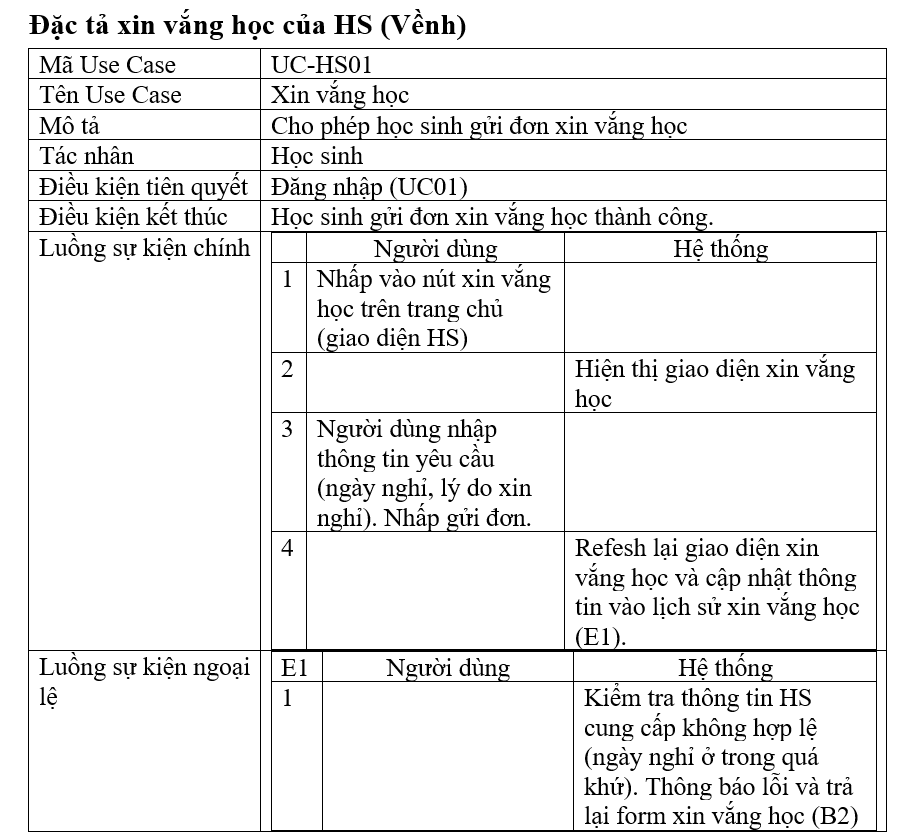 Đặc tả xin vắng học của HS (Vềnh)
Mã Use Case UC-HS01
Tên Use Case Xin vắng học
Mô tả Cho phép học sinh gửi đơn xin vắng học
Tác nhân Học sinh
Điều kiện tiên quyết Đăng nhập (UC01)
Điều kiện kết thúc Học sinh gửi đơn xin vắng học thành công.
Luồng sự kiện chính
Người dùng Hệ thống
1 Nhấp vào nút xin vắng
học trên trang chủ
(giao diện HS)
2 Hiện thị giao diện xin vắng
học
3 Người dùng nhập
thông tin yêu cầu
(ngày nghỉ, lý do xin
nghỉ). Nhấp gửi đơn.
4 Refesh lại giao diện xin
vắng học và cập nhật thông
tin vào lịch sử xin vắng học
(E1).
Luồng sự kiện ngoại
lệ
E1 Người dùng Hệ thống
1 Kiểm tra thông tin HS
cung cấp không hợp lệ
(ngày nghỉ ở trong quá
khứ). Thông báo lỗi và trả
lại form xin vắng học (B2)